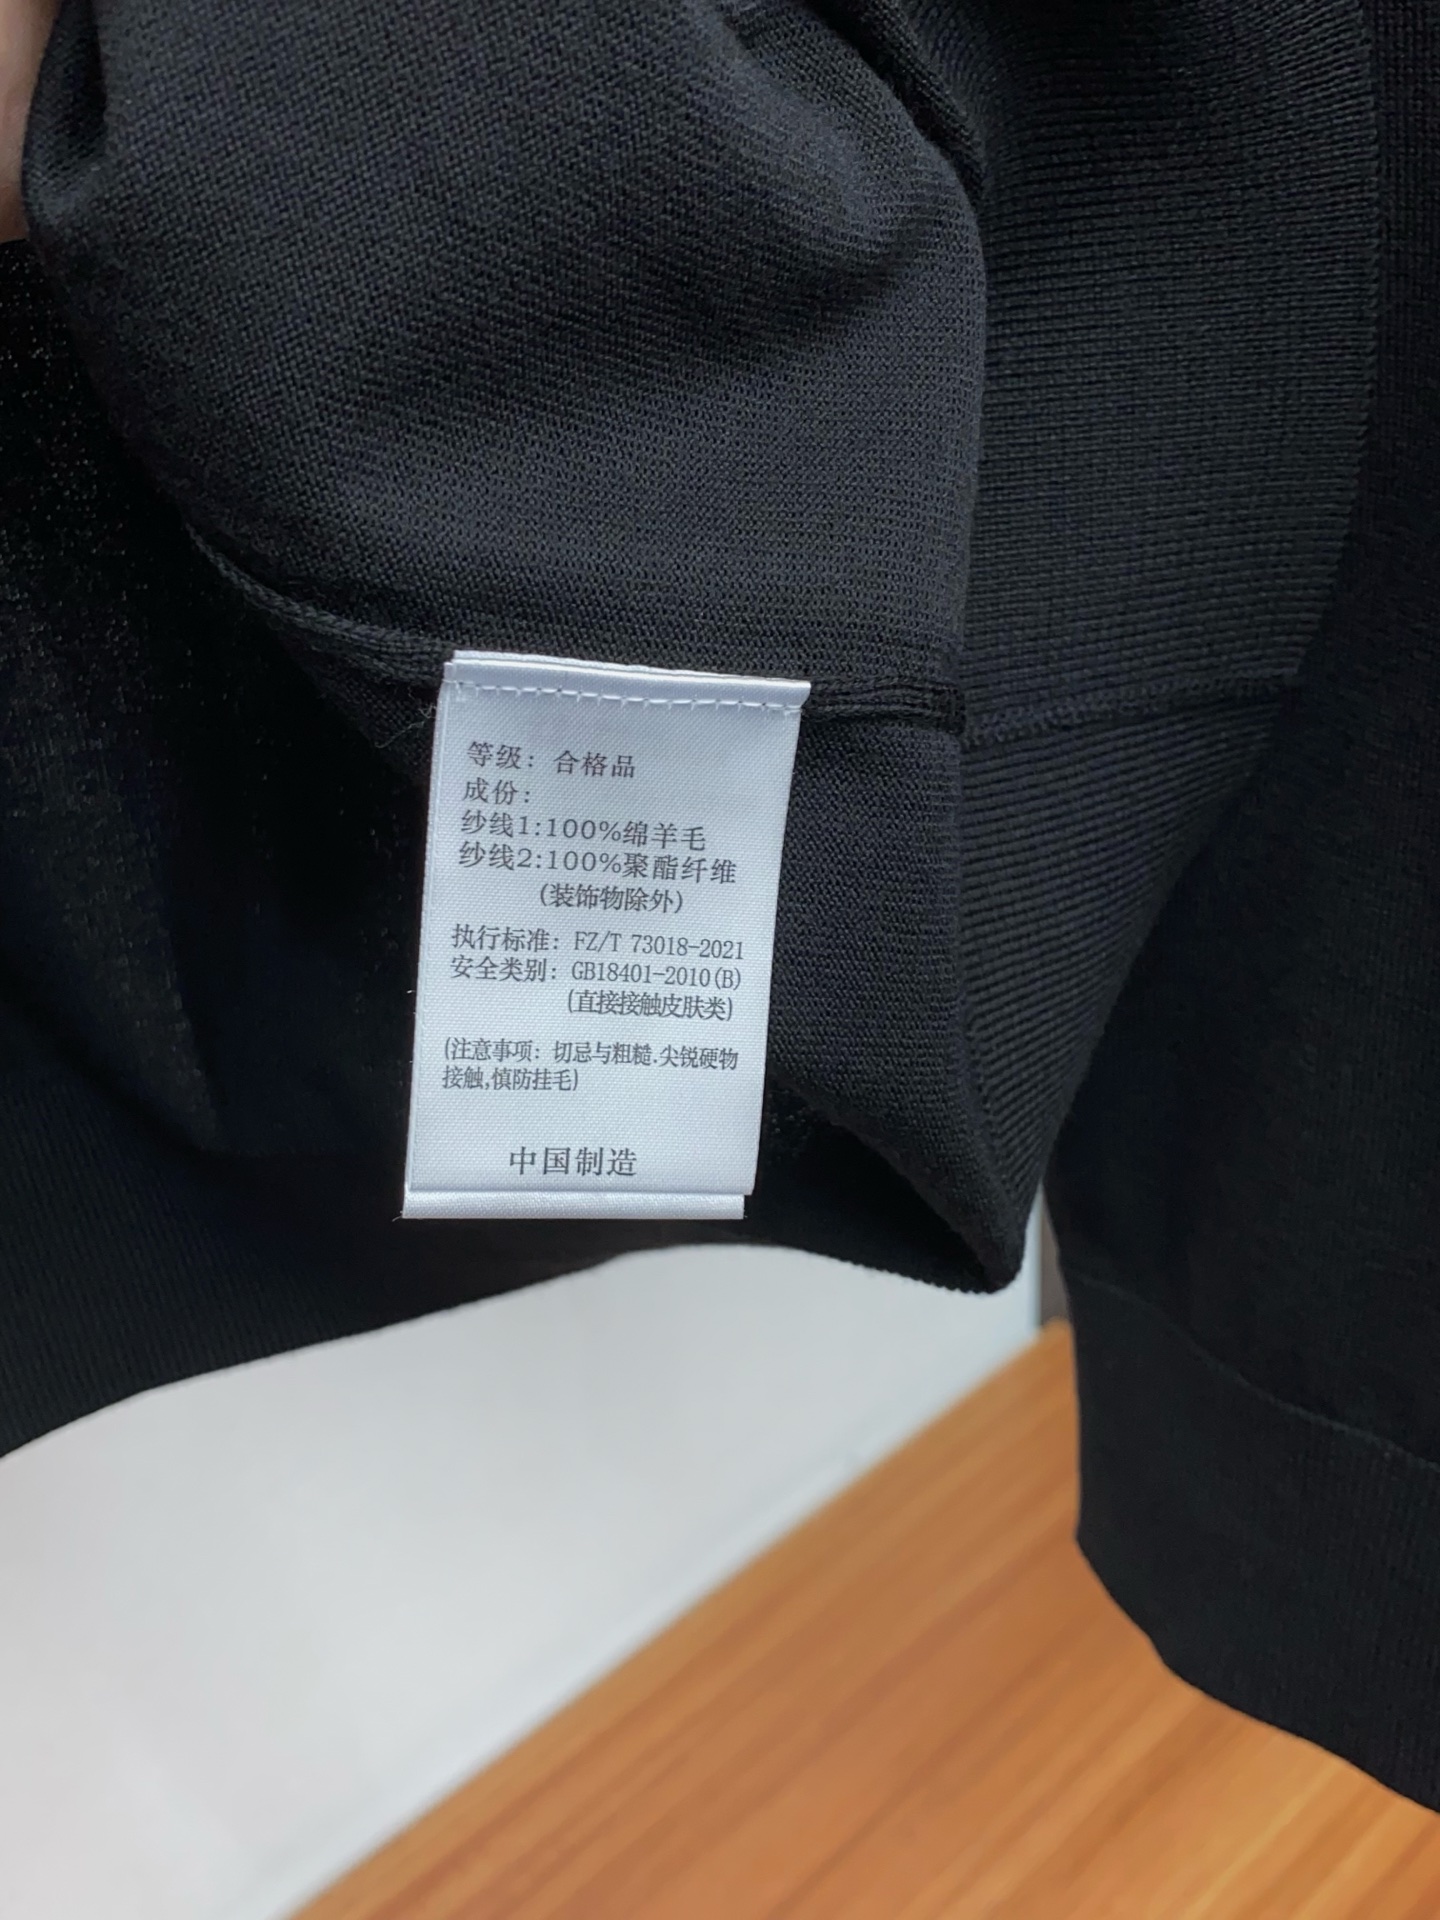 等级: 合格品
成份:
纱线1:100%绵羊毛
纱线2:100%聚酯纤维
(装饰物除外)
执行标准: FZ/T 73018-2021
安全类别: GB18401-2010(B)
(直接接触皮肤类)
(注意事项: 切忌与粗糙.尖锐硬物
接触,慎防挂毛)
中国制造